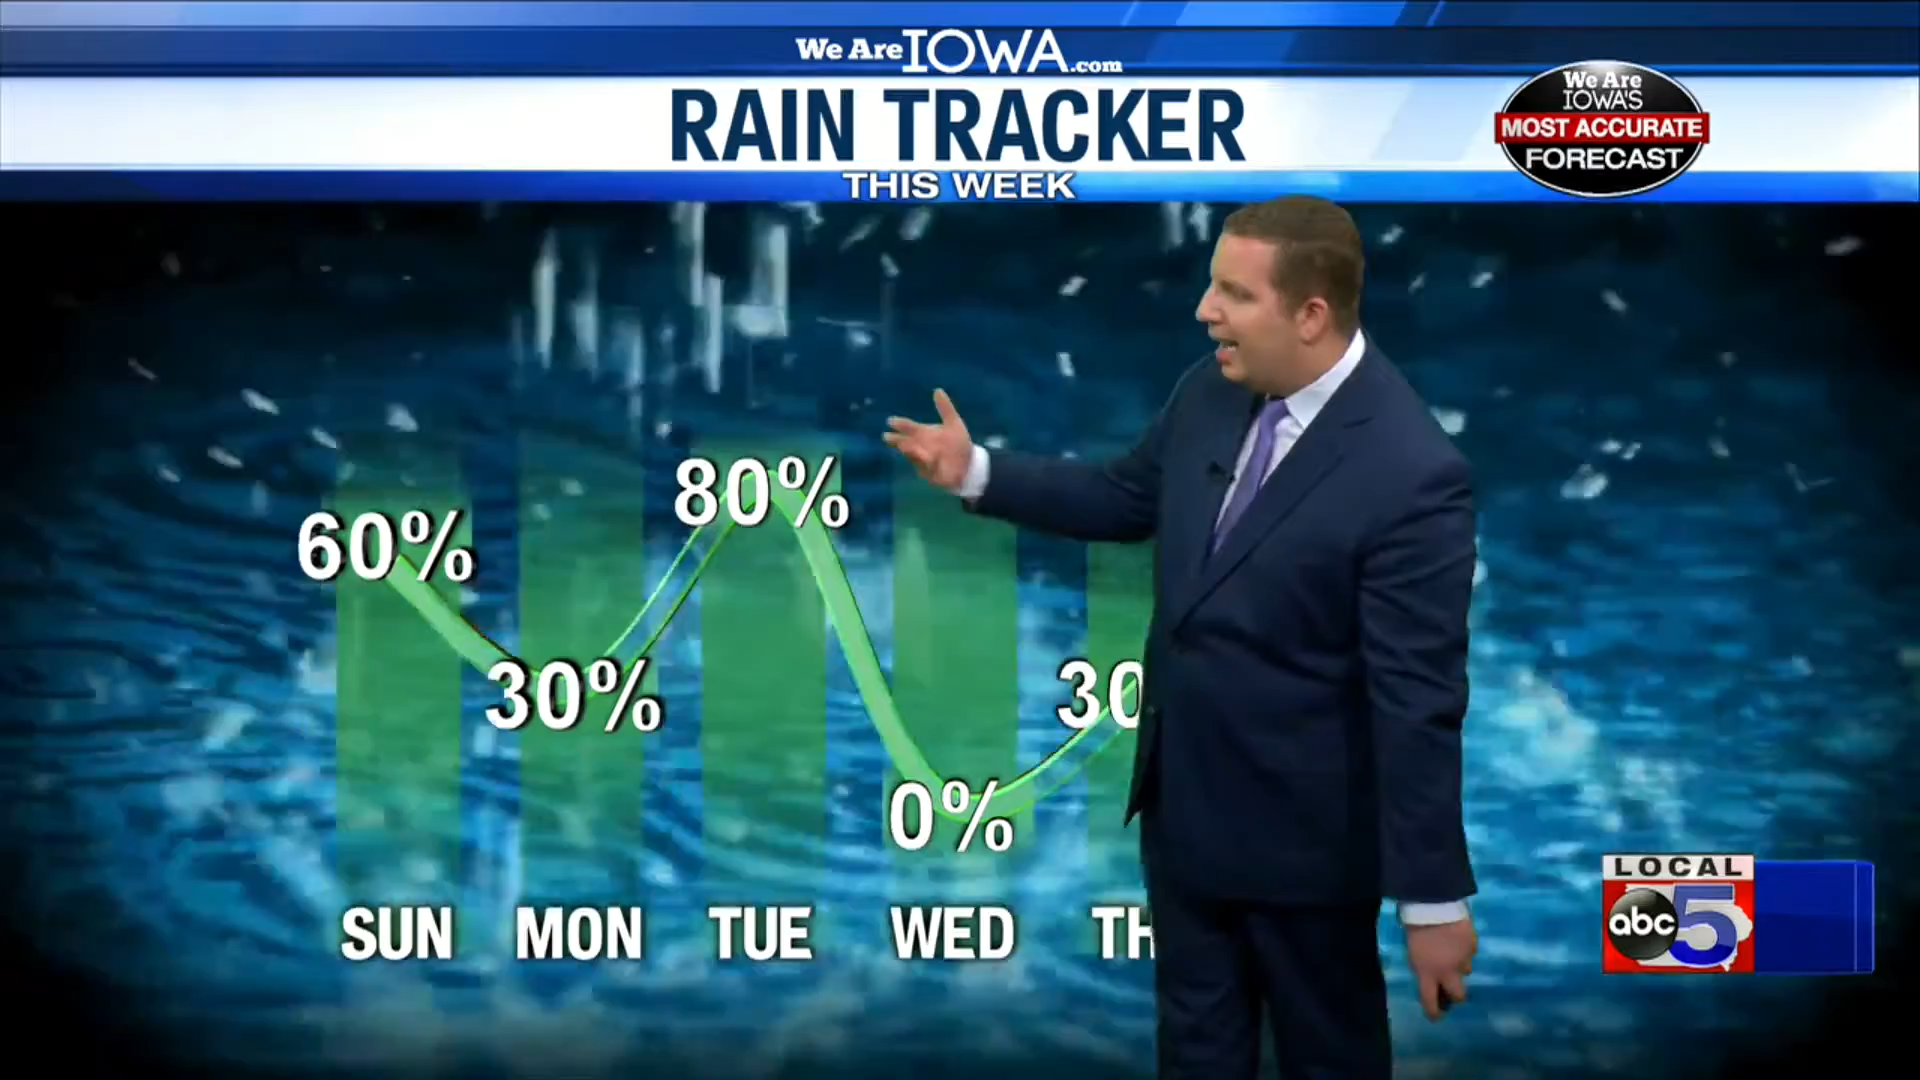 We Are IOWA.com
RAIN TRACKER
THIS WEEK
We Are
IOWA'S
MOST ACCURATE
FORECAST
80%
60%
30%
30
0%
SUN MON TUE WED TH
LOCAL
abc 5